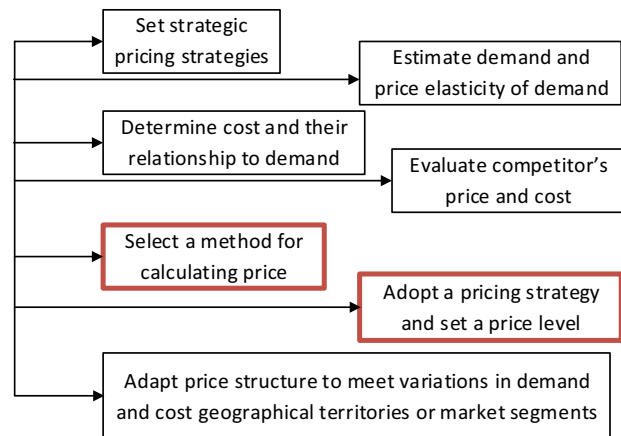 Set strategic
pricing strategies
Estimate demand and
price elasticity of demand
Determine cost and their
relationship to demand
Evaluate competitor's
price and cost
Select a method for
calculating price
Adopt a pricing strategy
and set a price level
Adapt price structure to meet variations in demand
and cost geographical territories or market segments